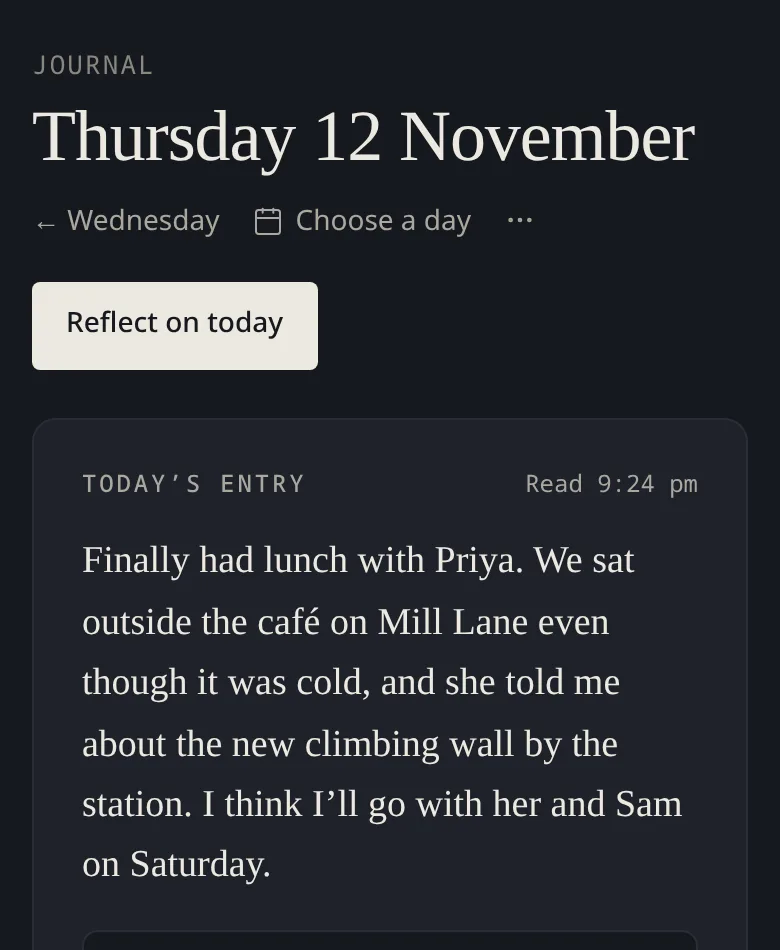 JOURNAL
Thursday 12 November
← Wednesday Choose a day ···
Reflect on today
TODAY’S ENTRY Read 9:24 pm
Finally had lunch with Priya. We sat
outside the café on Mill Lane even
though it was cold, and she told me
about the new climbing wall by the
station. I think I’ll go with her and Sam
on Saturday.